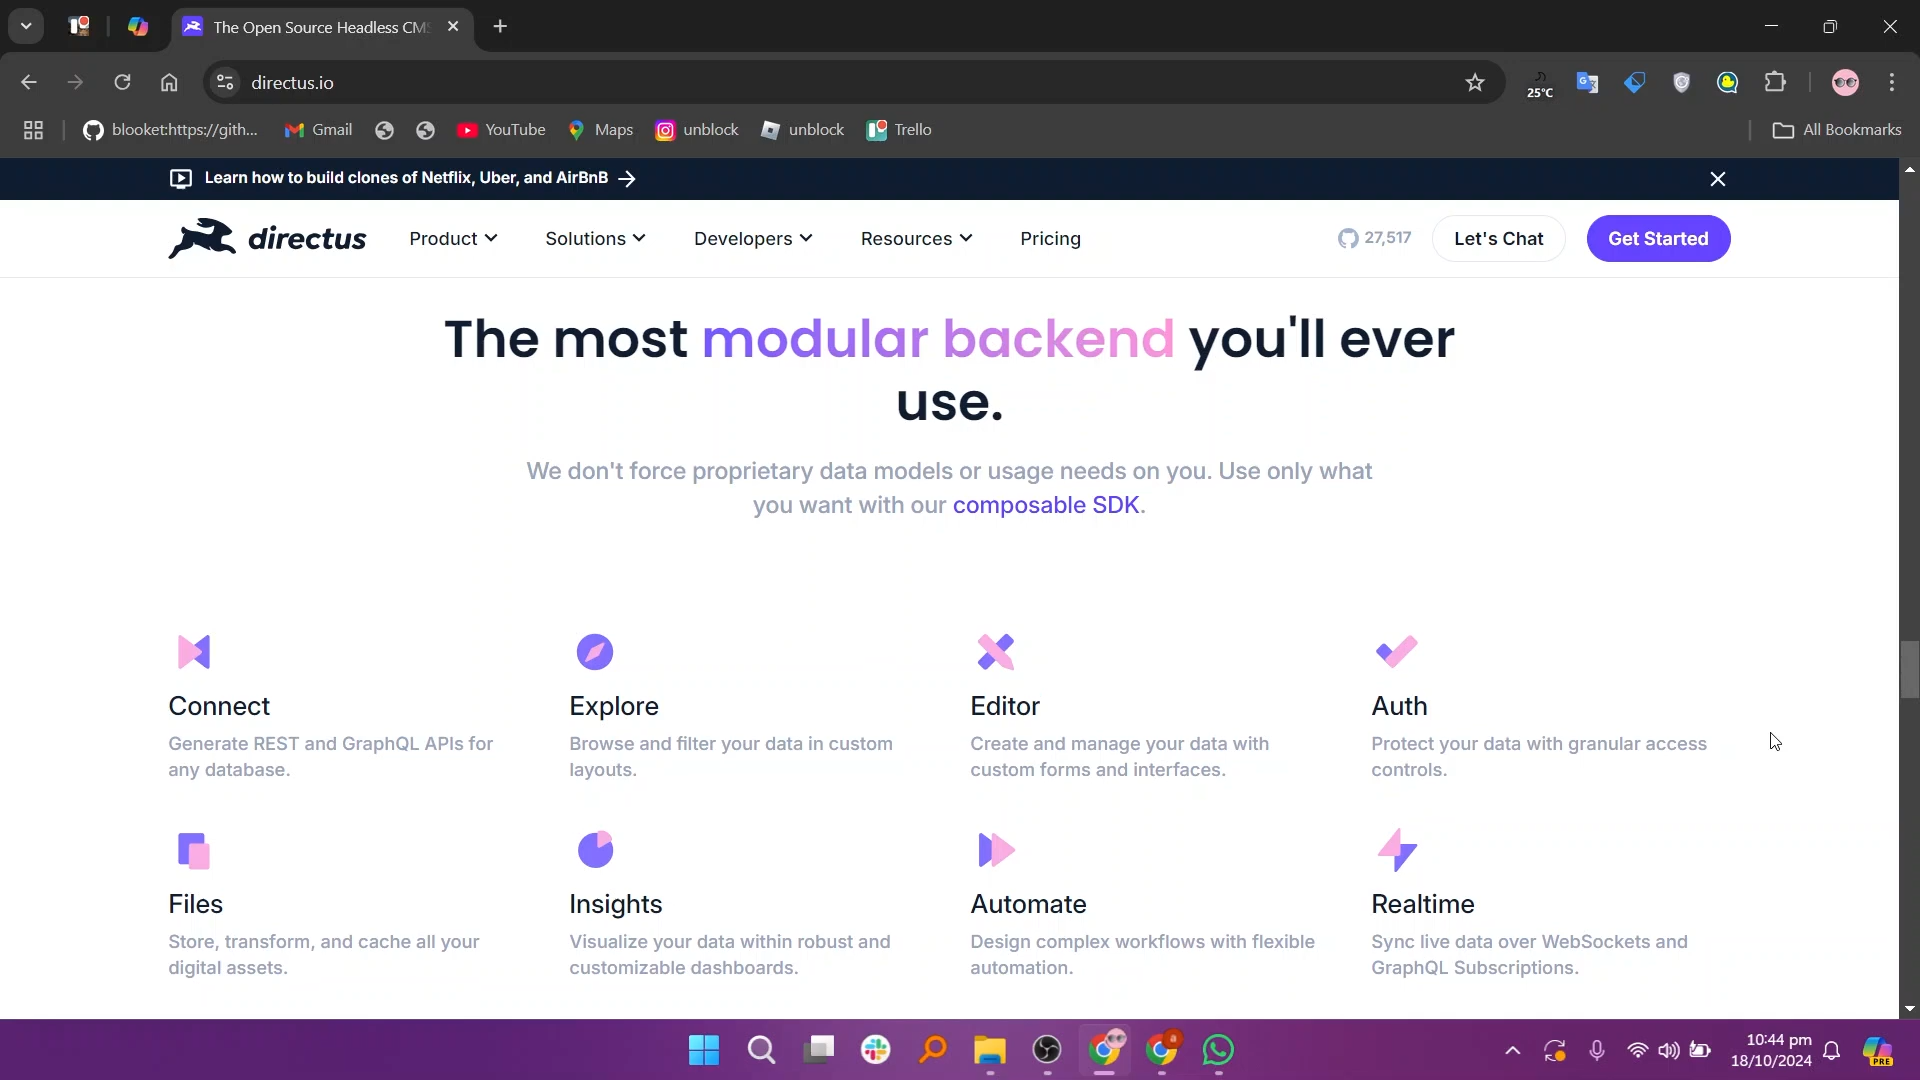 The Open Source Headless CMS
directus.io
25°C
blooket:https://gith...
Gmail
YouTube
Maps
unblock
unblock
Trello
All Bookmarks
Learn how to build clones of Netflix, Uber, and AirBnB →
directus
Product
Solutions
Developers
Resources
Pricing
27,517
Let's Chat
Get Started
The most modular backend you'll ever
use.
We don't force proprietary data models or usage needs on you. Use only what
you want with our composable SDK.
Connect
Generate REST and GraphQL APIs for
any database.
Explore
Browse and filter your data in custom
layouts.
Editor
Create and manage your data with
custom forms and interfaces.
Auth
Protect your data with granular access
controls.
Files
Store, transform, and cache all your
digital assets.
Insights
Visualize your data within robust and
customizable dashboards.
Automate
Design complex workflows with flexible
automation.
Realtime
Sync live data over WebSockets and
GraphQL Subscriptions.
10:44 pm
18/10/2024
PRE